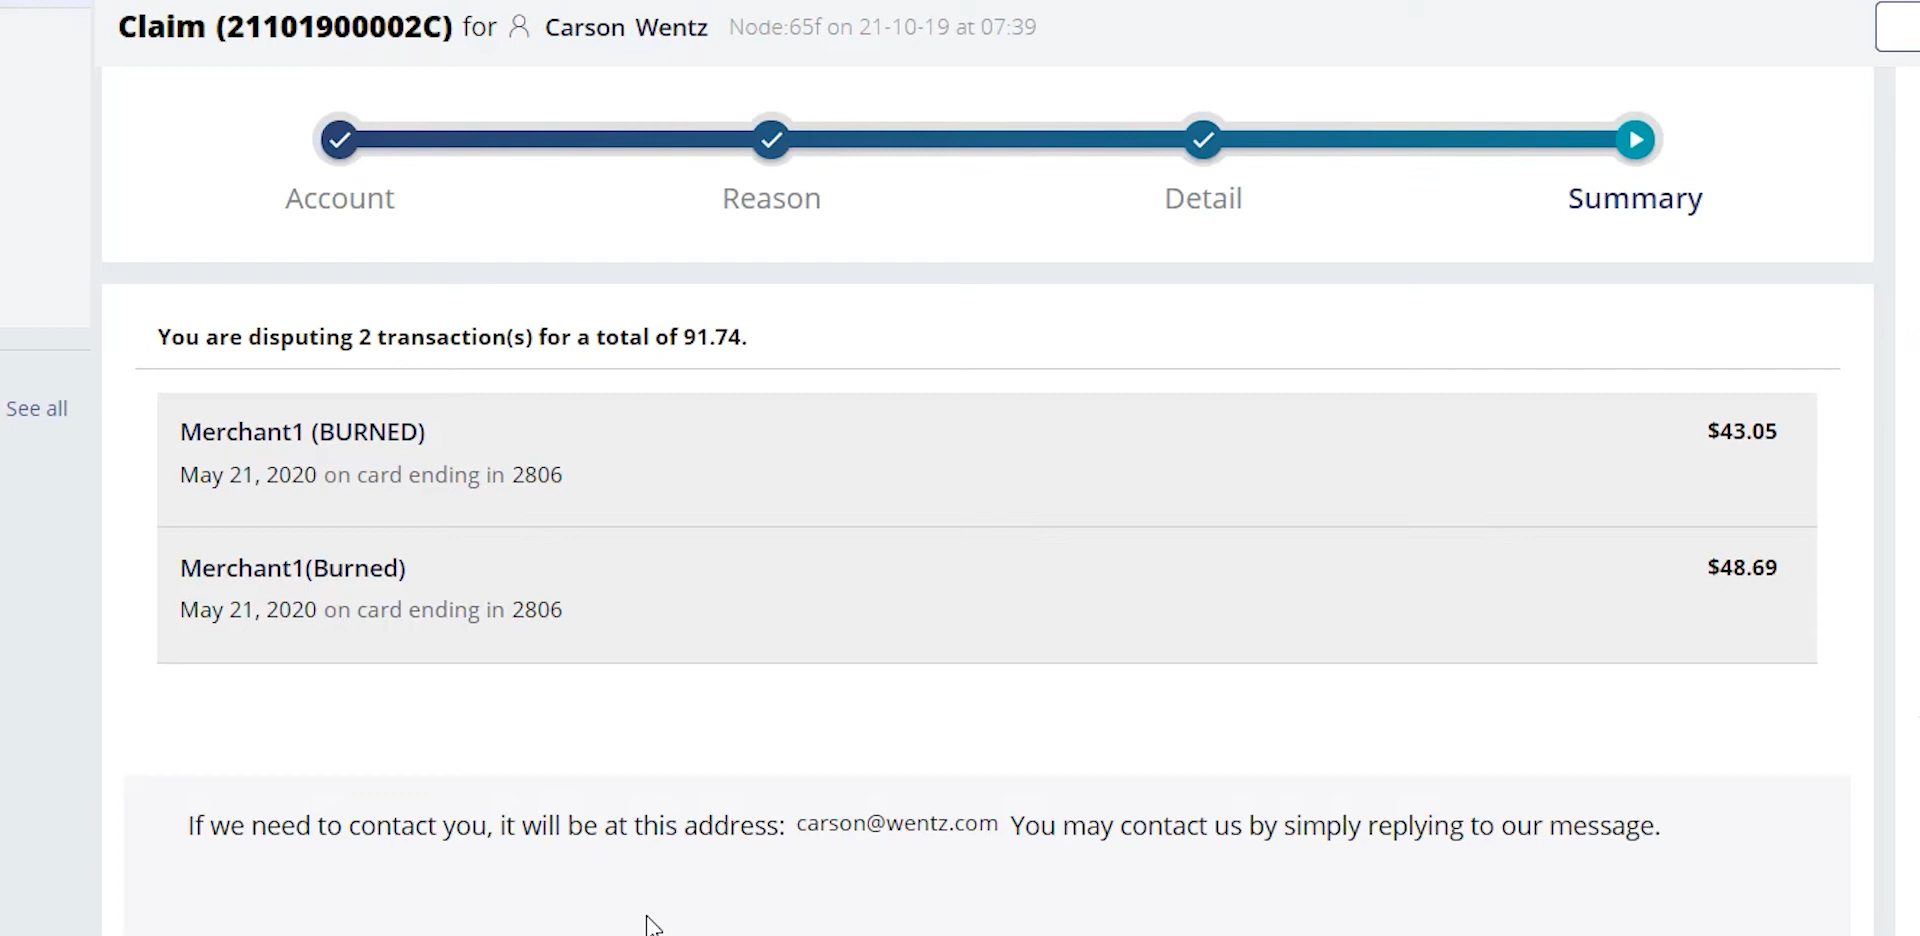 Claim (21101900002C) for Carson Wentz Node:65f on 21-10-19 at 07:39
Account Reason Detail Summary
You are disputing 2 transaction(s) for a total of 91.74.
See all
Merchant1 (BURNED) $43.05
May 21, 2020 on card ending in 2806
Merchant1(Burned) $48.69
May 21, 2020 on card ending in 2806
If we need to contact you, it will be at this address: carson@wentz.com You may contact us by simply replying to our message.